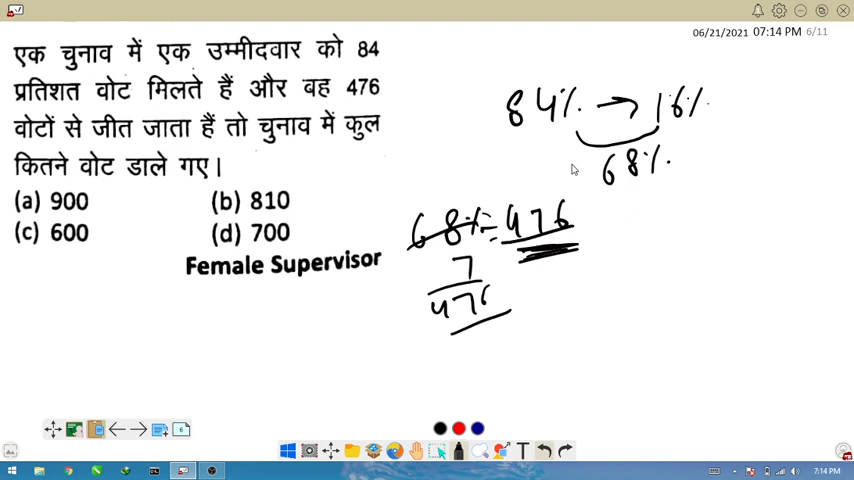 06/21/2021 07:14 PM 6/11
एक चुनाव में एक उम्मीदवार को 84
प्रतिशत वोट मिलते हैं और वह 476
वोटों से जीत जाता हैं तो चुनाव में कुल
कितने वोट डाले गए।
(a) 900 (b) 810
(c) 600 (d) 700
Female Supervisor
84% → 16%
68%
68% = 476
7
476
6
T
7:14 PM